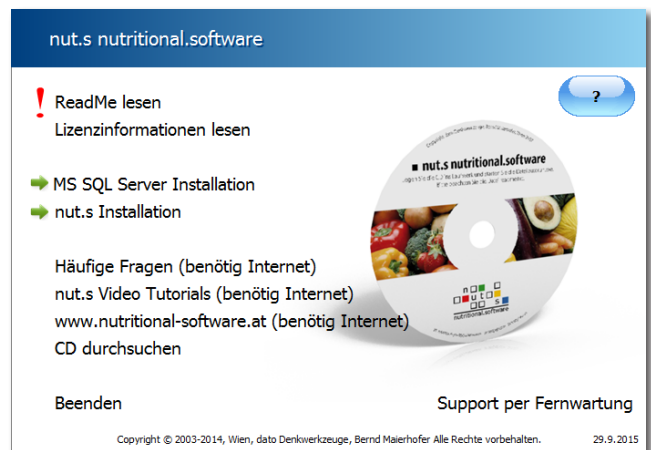 nut.s nutritional.software
?
! ReadMe lesen
Lizenzinformationen lesen
MS SQL Server Installation
nut.s Installation
Häufige Fragen (benötig Internet)
nut.s Video Tutorials (benötig Internet)
www.nutritional-software.at (benötig Internet)
CD durchsuchen
Beenden
Support per Fernwartung
nut.s nutritional.software
n
u t
s
nutritional.software
Copyright © 2003-2014, Wien, dato Denkwerkzeuge, Bernd Maierhofer Alle Rechte vorbehalten.
29.9.2015